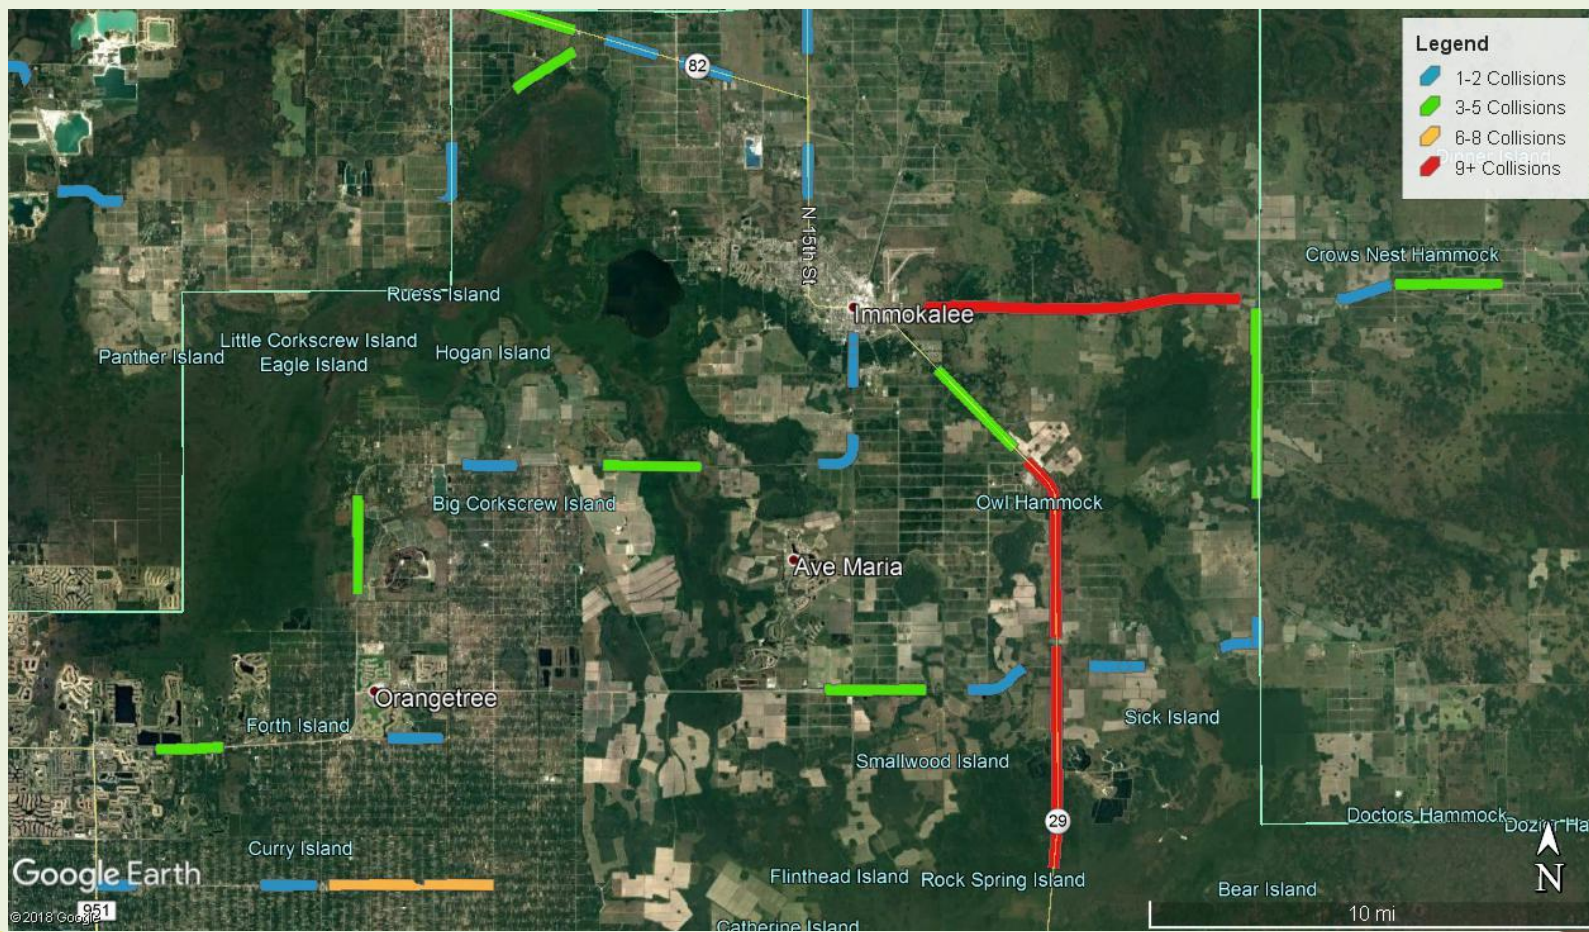 Legend
1-2 Collisions
3-5 Collisions
6-8 Collisions
9+ Collisions
82
N 15th St
Crows Nest Hammock
Ruess Island
Immokalee
Little Corkscrew Island
Panther Island
Eagle Island
Hogan Island
Big Corkscrew Island
Owl Hammock
Ave Maria
Orangetree
Forth Island
Sick Island
Smallwood Island
29
Doctors Hammock
Curry Island
Google Earth
Flinthead Island
Rock Spring Island
Bear Island
N
951
© 2018 Google
10 mi
Catherine Island